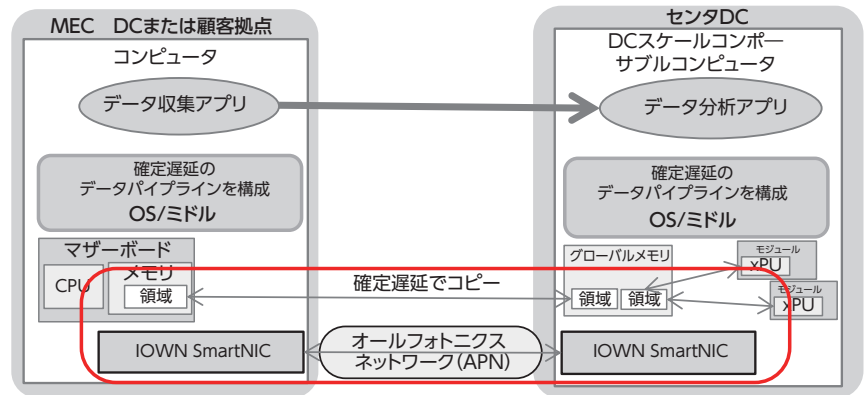 MEC DCまたは顧客拠点
コンピュータ
データ収集アプリ
確定遅延の
データパイプラインを構成
OS/ミドル
マザーボード
CPU
メモリ
領域
IOWN SmartNIC
確定遅延でコピー
オールフォトニクス
ネットワーク(APN)
センタDC
DCスケールコンポー
サブルコンピュータ
データ分析アプリ
確定遅延の
データパイプラインを構成
OS/ミドル
グローバルメモリ
領域 領域
モジュール
xPU
モジュール
xPU
IOWN SmartNIC